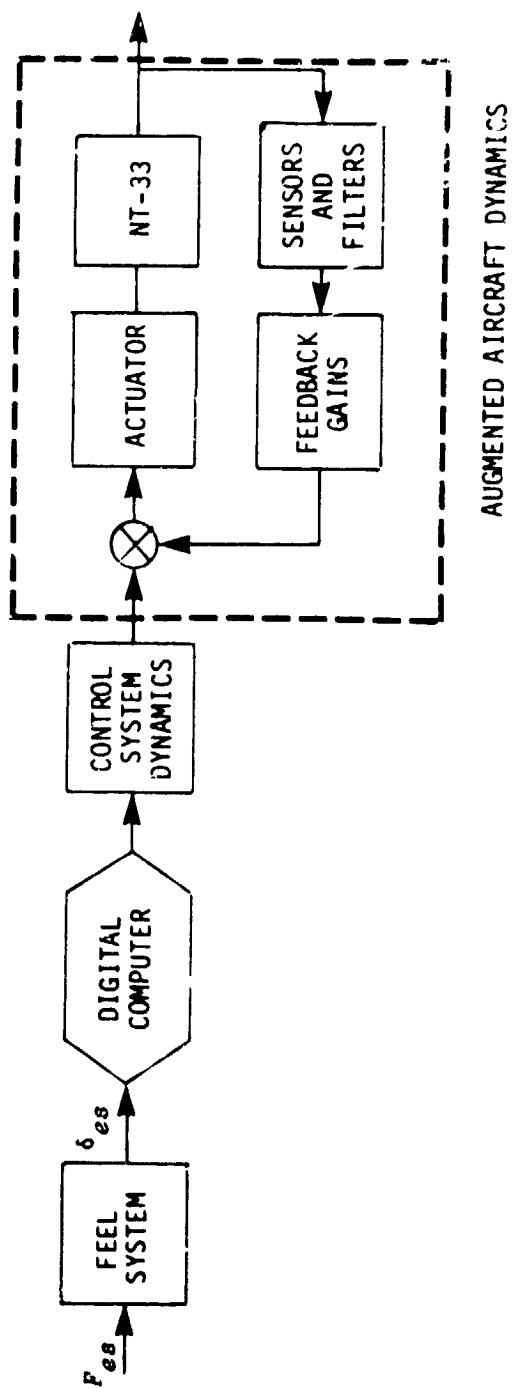 F_es
FEEL
SYSTEM
δ_es
DIGITAL
COMPUTER
CONTROL
SYSTEM
DYNAMICS
ACTUATOR
NT-33
FEEDBACK
GAINS
SENSORS
AND
FILTERS
AUGMENTED AIRCRAFT DYNAMICS